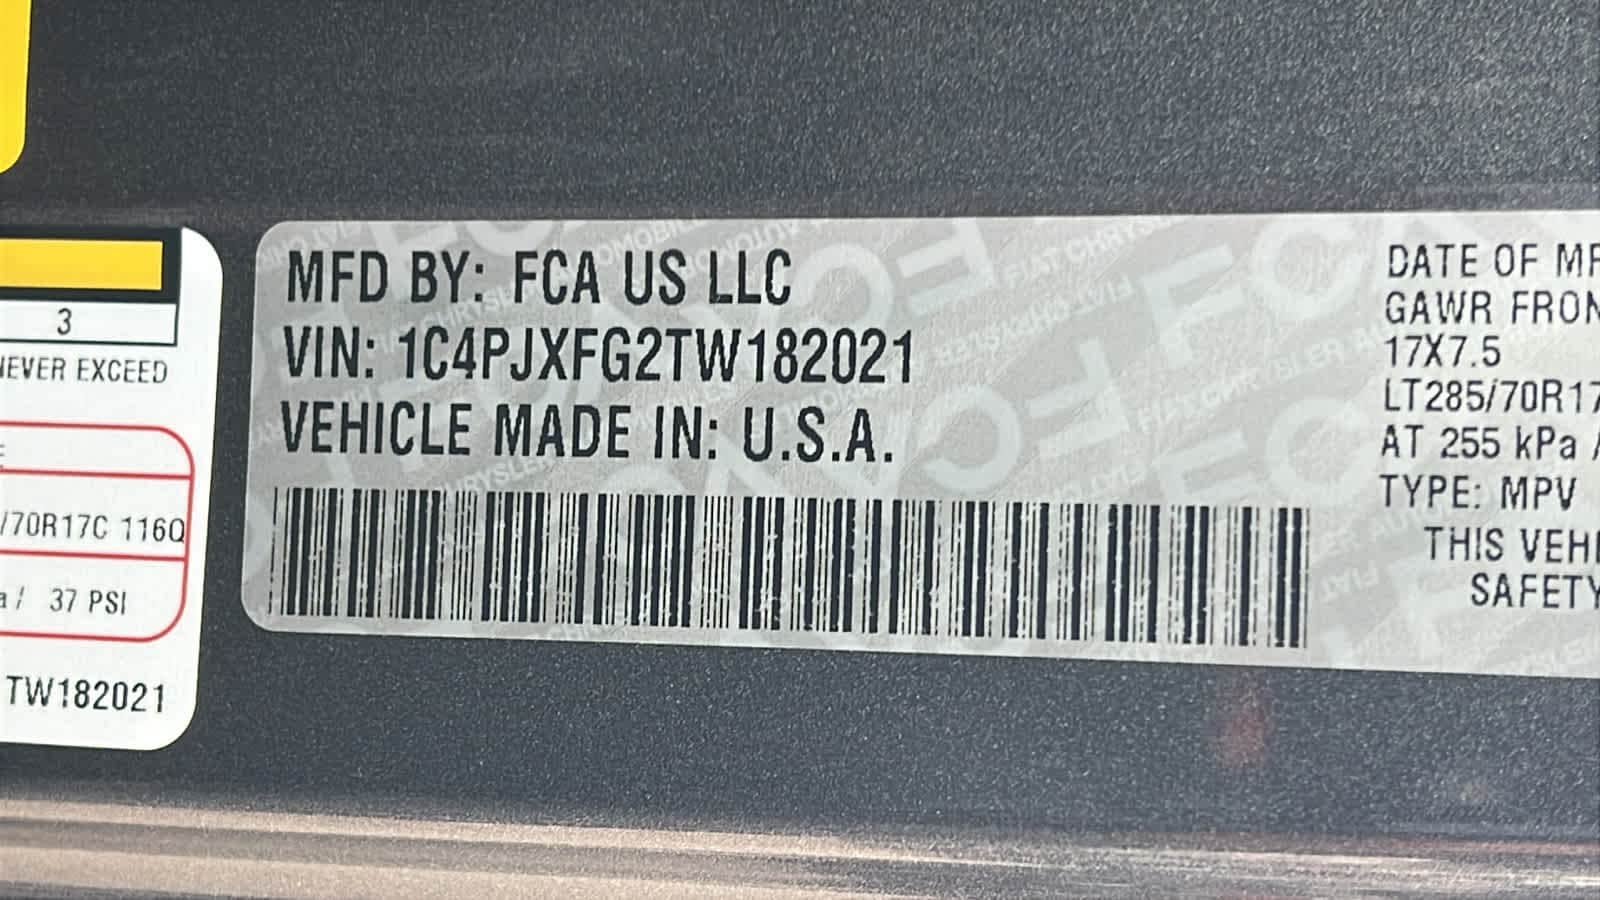 3
NEVER EXCEED
/70R17C 116Q
a / 37 PSI
TW182021
MFD BY: FCA US LLC
VIN: 1C4PJXFG2TW182021
VEHICLE MADE IN: U.S.A.
DATE OF MF
GAWR FRON
17X7.5
LT285/70R17
AT 255 kPa /
TYPE: MPV
THIS VEHI
SAFETY